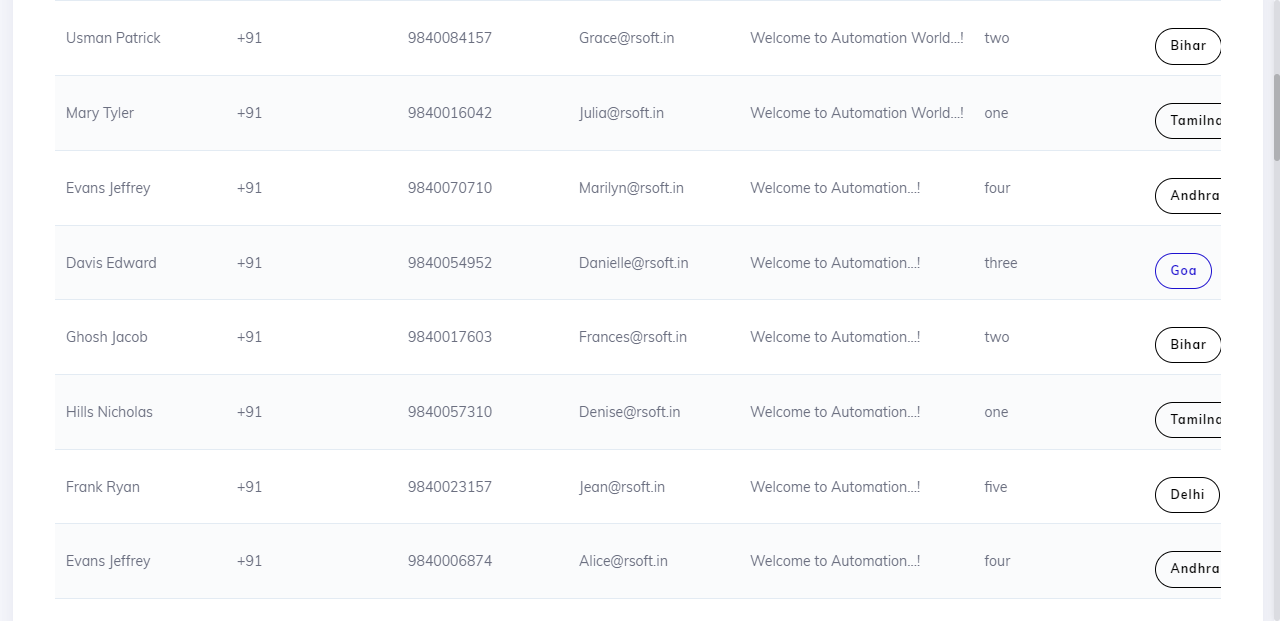 Usman Patrick +91 9840084157 Grace@rsoft.in Welcome to Automation World...! two Bihar
Mary Tyler +91 9840016042 Julia@rsoft.in Welcome to Automation World...! one Tamilna
Evans Jeffrey +91 9840070710 Marilyn@rsoft.in Welcome to Automation...! four Andhra
Davis Edward +91 9840054952 Danielle@rsoft.in Welcome to Automation...! three Goa
Ghosh Jacob +91 9840017603 Frances@rsoft.in Welcome to Automation...! two Bihar
Hills Nicholas +91 9840057310 Denise@rsoft.in Welcome to Automation...! one Tamilna
Frank Ryan +91 9840023157 Jean@rsoft.in Welcome to Automation...! five Delhi
Evans Jeffrey +91 9840006874 Alice@rsoft.in Welcome to Automation...! four Andhra